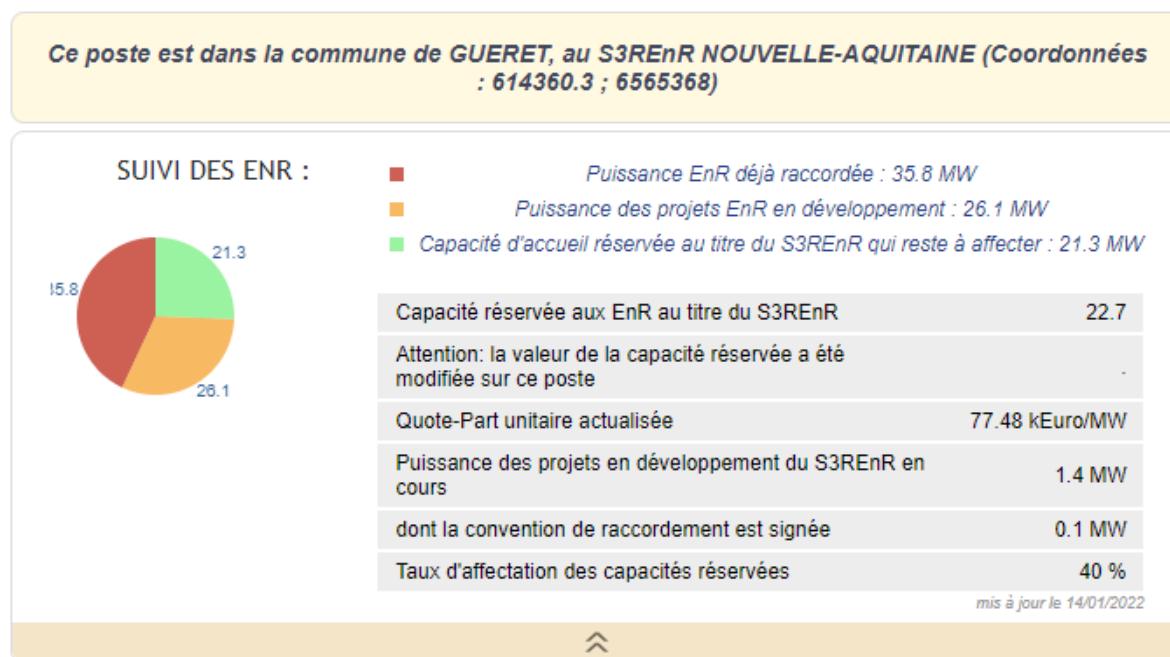 Ce poste est dans la commune de GUERET, au S3REnR NOUVELLE-AQUITAINE (Coordonnées
: 614360.3 ; 6565368)
SUIVI DES ENR :
Puissance EnR déjà raccordée : 35.8 MW
Puissance des projets EnR en développement : 26.1 MW
Capacité d'accueil réservée au titre du S3REnR qui reste à affecter : 21.3 MW
21.3
35.8
26.1
Capacité réservée aux EnR au titre du S3REnR 22.7
Attention: la valeur de la capacité réservée a été
modifiée sur ce poste -
Quote-Part unitaire actualisée 77.48 kEuro/MW
Puissance des projets en développement du S3REnR en
cours 1.4 MW
dont la convention de raccordement est signée 0.1 MW
Taux d'affectation des capacités réservées 40 %
mis à jour le 14/01/2022